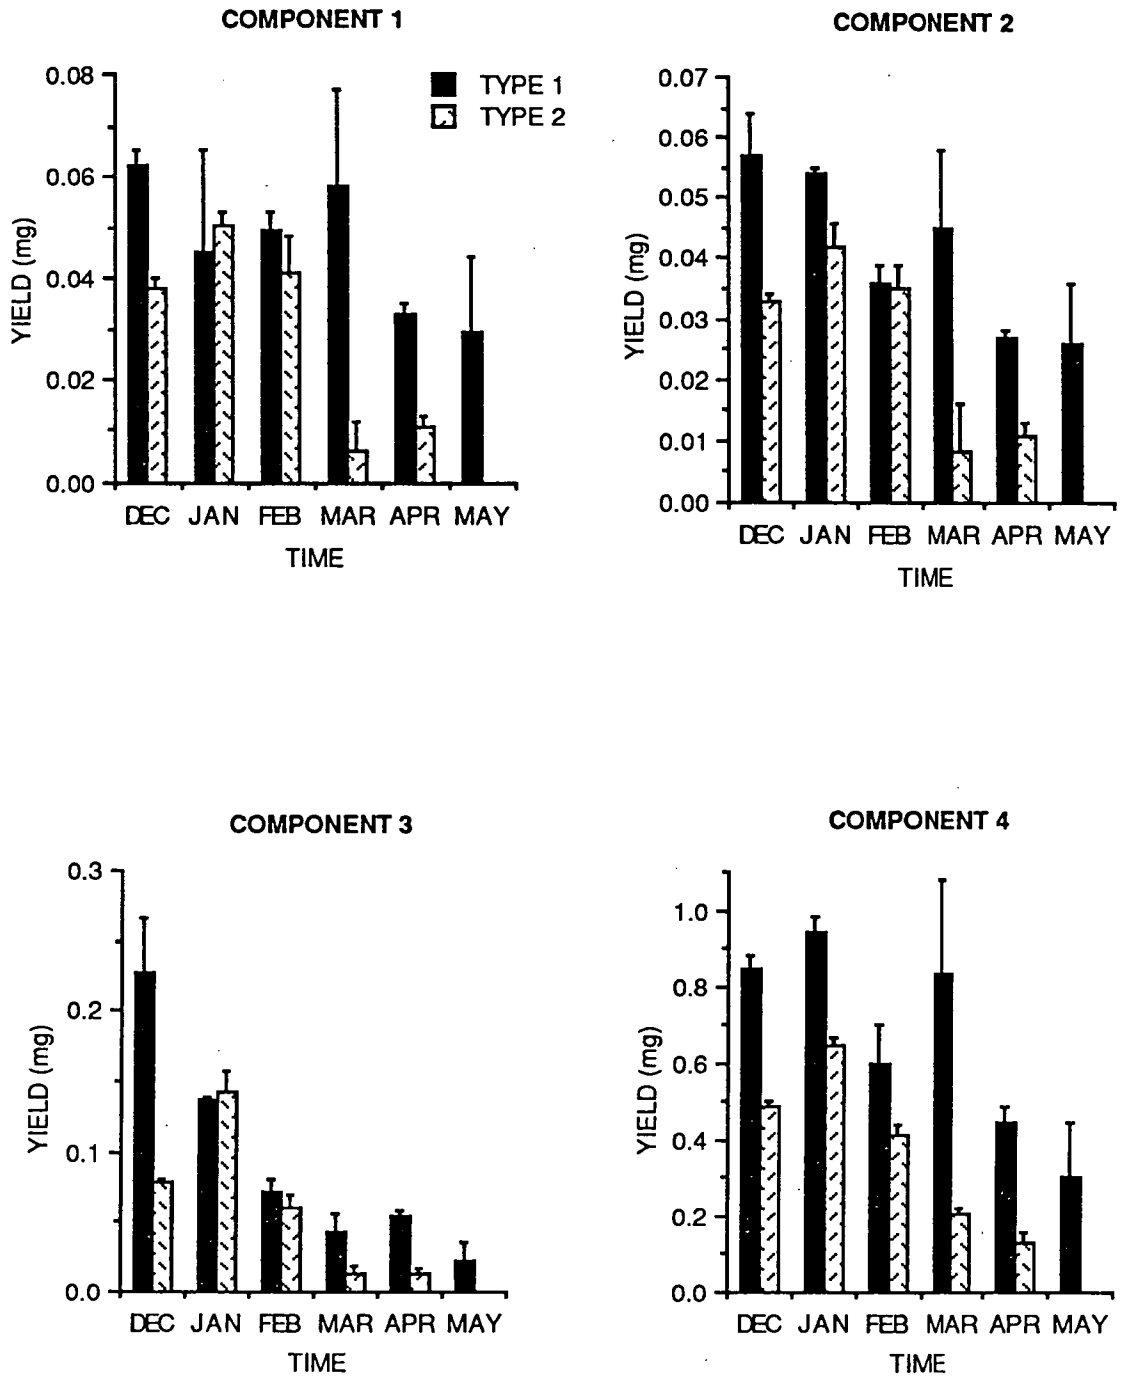 COMPONENT 1
0.08
0.06
0.04
0.02
0.00
YIELD (mg)
TYPE 1
TYPE 2
DEC JAN FEB MAR APR MAY
TIME
COMPONENT 2
0.07
0.06
0.05
0.04
0.03
0.02
0.01
0.00
YIELD (mg)
DEC JAN FEB MAR APR MAY
TIME
COMPONENT 3
0.3
0.2
0.1
0.0
YIELD (mg)
DEC JAN FEB MAR APR MAY
TIME
COMPONENT 4
1.0
0.8
0.6
0.4
0.2
0.0
YIELD (mg)
DEC JAN FEB MAR APR MAY
TIME